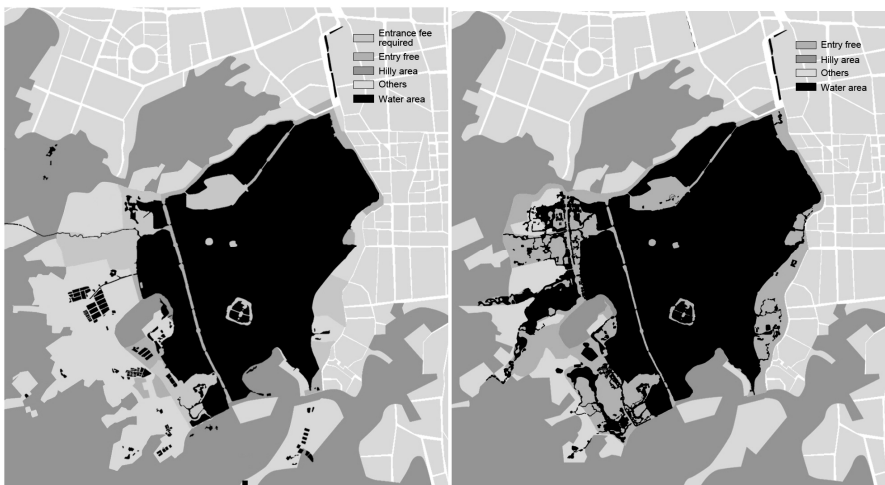 Entrance fee
required
Entry free
Hilly area
Others
Water area
Entry free
Hilly area
Others
Water area